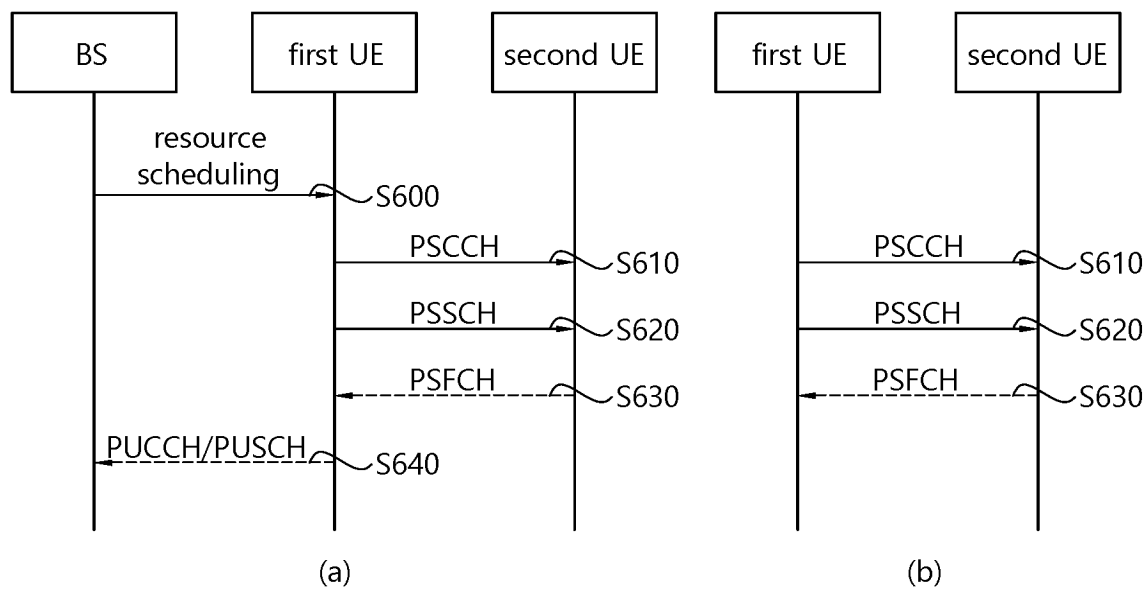 BS
first UE
second UE
first UE
second UE
resource
scheduling
S600
PSCCH
S610
PSCCH
S610
PSSCH
S620
PSSCH
S620
PSFCH
S630
PSFCH
S630
PUCCH/PUSCH
S640
(a)
(b)